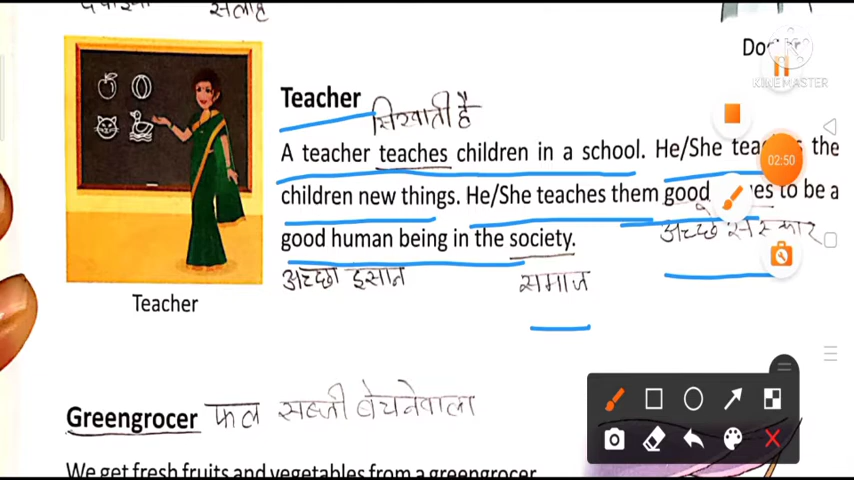 सलाह
Doctor
KINEMASTER
Teacher
सिखाती है
A teacher teaches children in a school. He/She teaches the
02:50
children new things. He/She teaches them good values to be a
अच्छे संस्कार
good human being in the society.
अच्छा इंसान समाज
Teacher
Greengrocer फल सब्जी बेचनेवाला
We get fresh fruits and vegetables from a greengrocer.